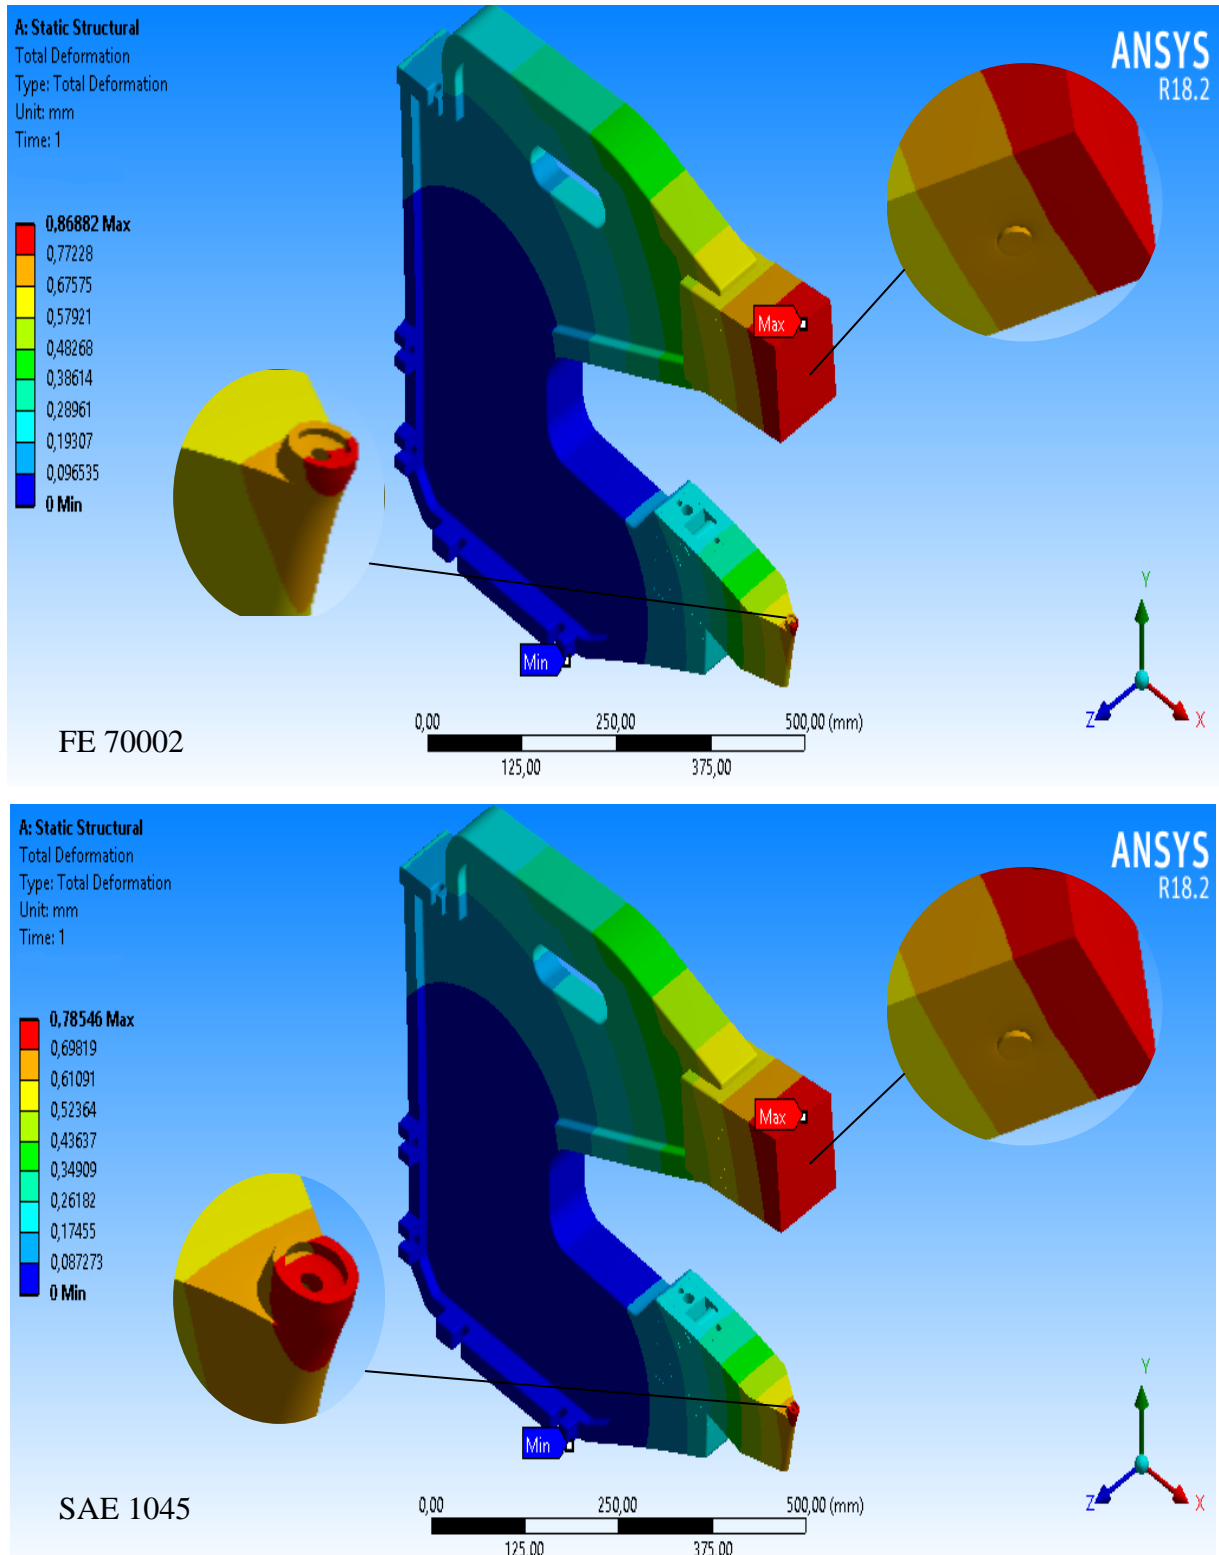 A: Static Structural
Total Deformation
Type: Total Deformation
Unit: mm
Time: 1
ANSYS
R18.2
0,86882 Max
0,77228
0,67575
0,57921
0,48268
0,38614
0,28961
0,19307
0,096535
0 Min
Max
Min
Y
Z
X
0,00
250,00
500,00 (mm)
125,00
375,00
FE 70002
A: Static Structural
Total Deformation
Type: Total Deformation
Unit: mm
Time: 1
ANSYS
R18.2
0,78546 Max
0,69819
0,61091
0,52364
0,43637
0,34909
0,26182
0,17455
0,087273
0 Min
Max
Min
Y
Z
X
0,00
250,00
500,00 (mm)
125,00
375,00
SAE 1045